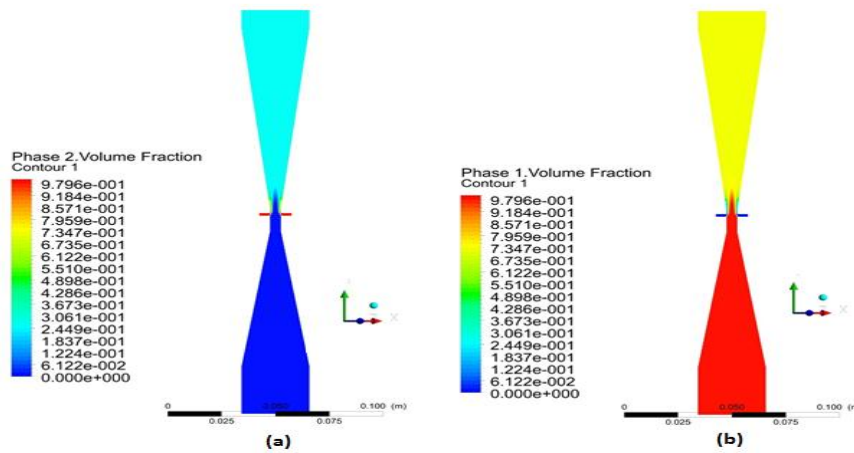 Phase 2.Volume Fraction
Contour 1
9.796e-001
9.184e-001
8.571e-001
7.959e-001
7.347e-001
6.735e-001
6.122e-001
5.510e-001
4.898e-001
4.286e-001
3.673e-001
3.061e-001
2.449e-001
1.837e-001
1.224e-001
6.122e-002
0.000e+000
X
0 0.050 0.100 (m)
0.025 0.075
(a)
Phase 1.Volume Fraction
Contour 1
9.796e-001
9.184e-001
8.571e-001
7.959e-001
7.347e-001
6.735e-001
6.122e-001
5.510e-001
4.898e-001
4.286e-001
3.673e-001
3.061e-001
2.449e-001
1.837e-001
1.224e-001
6.122e-002
0.000e+000
X
0 0.050 0.100
0.025 0.075
(b)